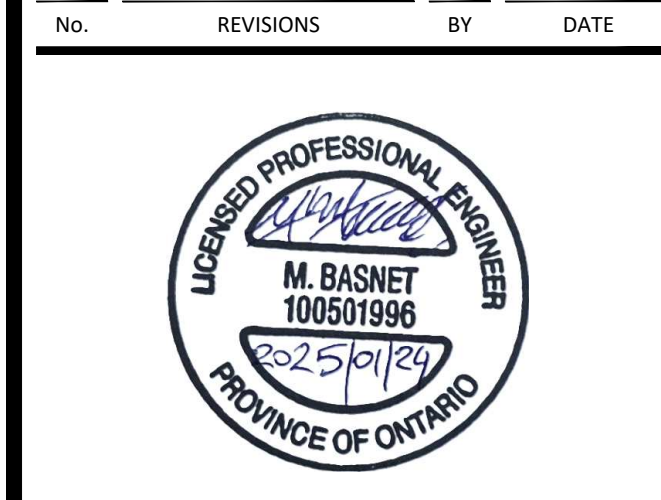 No. REVISIONS BY DATE
LICENSED PROFESSIONAL ENGINEER
M. BASNET
100501996
2025/01/24
PROVINCE OF ONTARIO